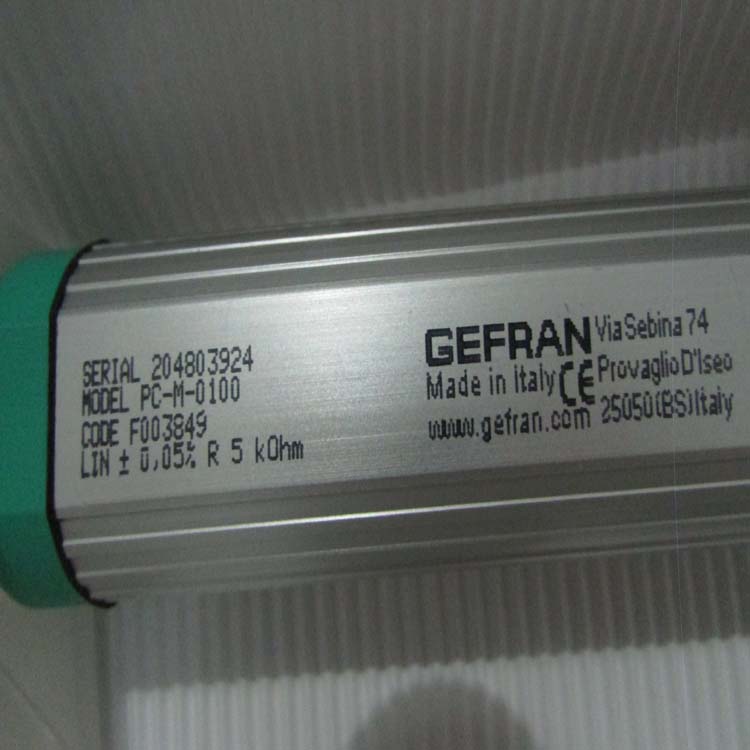 SERIAL 204803924
MODEL PC-M-0100
CODE F003849
LIN ± 0,05% R 5 kOhm
GEFRAN
Made in Italy CE
www.gefran.com
Via Sebina 74
Provaglio D'Iseo
25050(BS)Italy